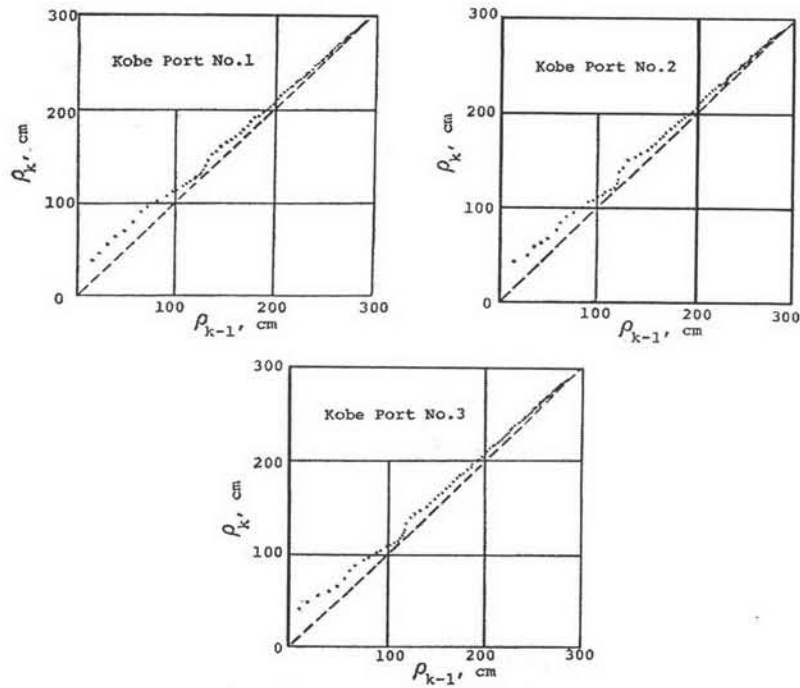 300
Kobe Port No.1
200
ρk, cm
100
0
100 200 300
ρk-1, cm
300
Kobe Port No.2
200
ρk, cm
100
0
100 200 300
ρk-1, cm
300
Kobe Port No.3
200
ρk, cm
100
0
100 200 300
ρk-1, cm